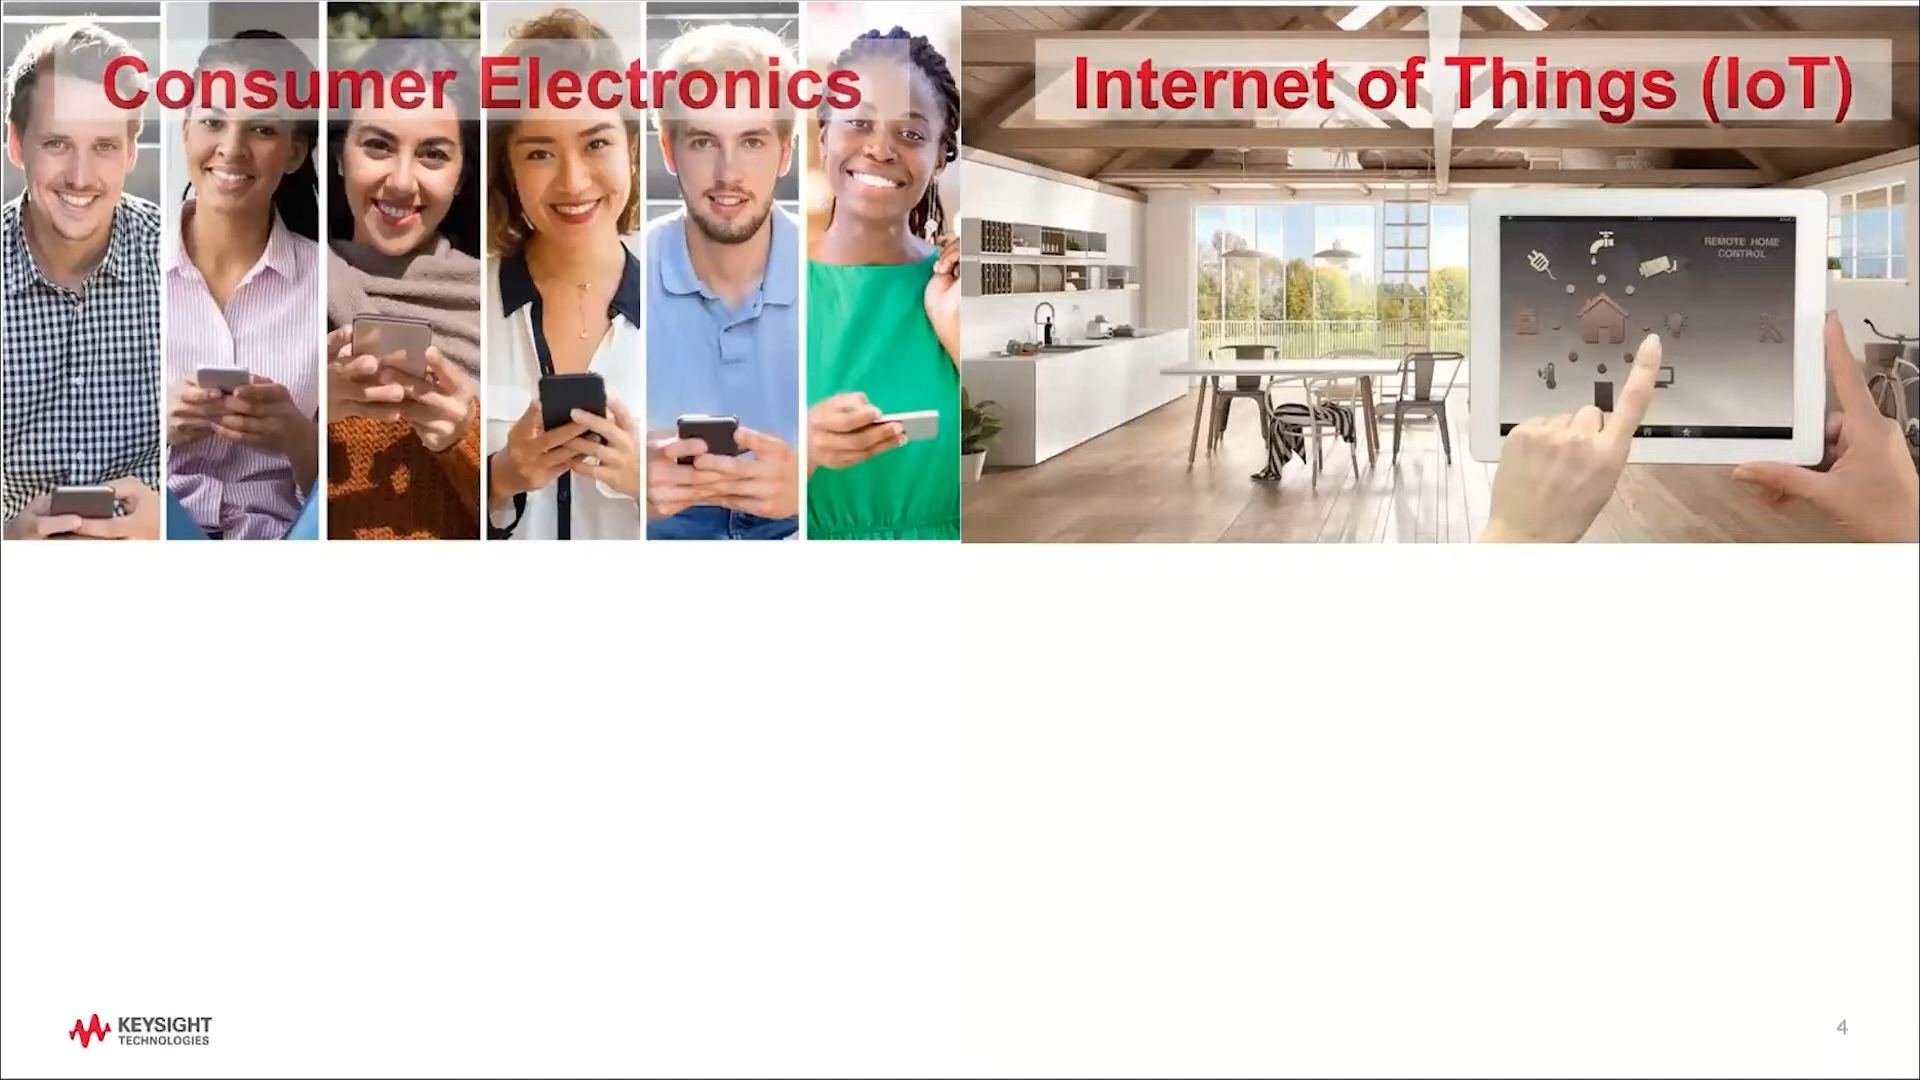 Consumer Electronics
Internet of Things (IoT)
REMOTE HOME
CONTROL
KEYSIGHT
TECHNOLOGIES
4